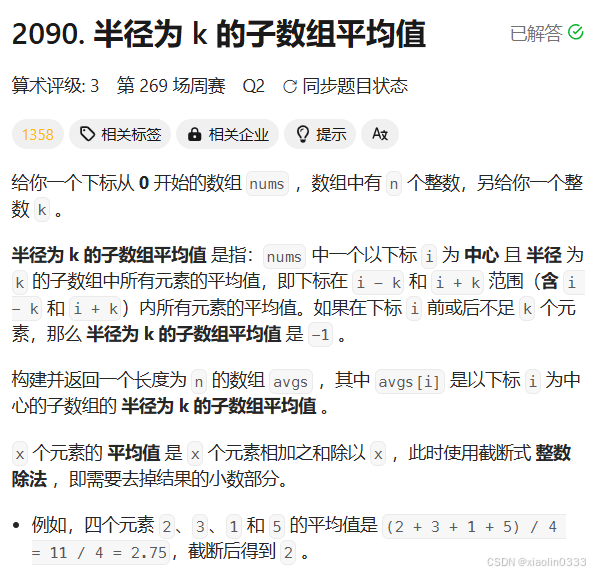 2090. 半径为 k 的子数组平均值
已解答
算术评级: 3 第 269 场周赛 Q2 同步题目状态
1358 相关标签 相关企业 提示 A文
给你一个下标从 0 开始的数组 nums ，数组中有 n 个整数，另给你一个整
数 k 。
半径为 k 的子数组平均值 是指：nums 中一个以下标 i 为 中心 且 半径 为
k 的子数组中所有元素的平均值，即下标在 i - k 和 i + k 范围（含 i
- k 和 i + k）内所有元素的平均值。如果在下标 i 前或后不足 k 个元
素，那么 半径为 k 的子数组平均值 是 -1 。
构建并返回一个长度为 n 的数组 avgs ，其中 avgs[i] 是以下标 i 为中
心的子数组的 半径为 k 的子数组平均值 。
x 个元素的 平均值 是 x 个元素相加之和除以 x ，此时使用截断式 整数
除法 ，即需要去掉结果的小数部分。
• 例如，四个元素 2、3、1 和 5 的平均值是 (2 + 3 + 1 + 5) / 4
= 11 / 4 = 2.75，截断后得到 2 。
CSDN @xiaolin0333